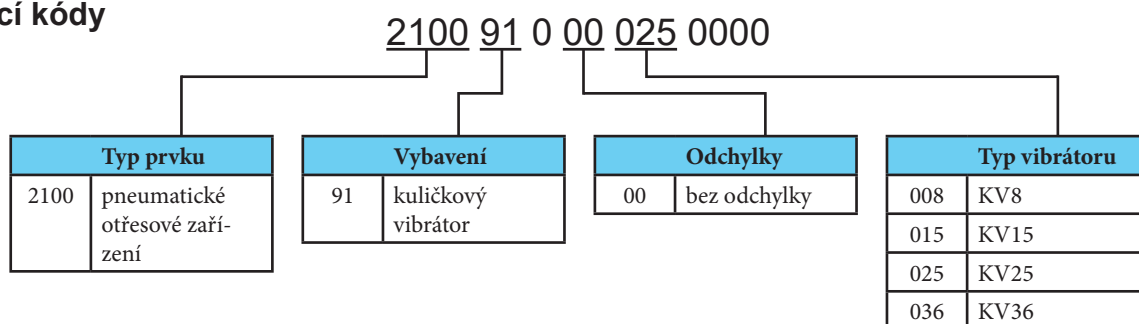 cí kódy
2100 91 0 00 025 0000
Typ prvku
2100 pneumatické
otřesové zaří-
zení
Vybavení
91 kuličkový
vibrátor
Odchylky
00 bez odchylky
Typ vibrátoru
008 KV8
015 KV15
025 KV25
036 KV36